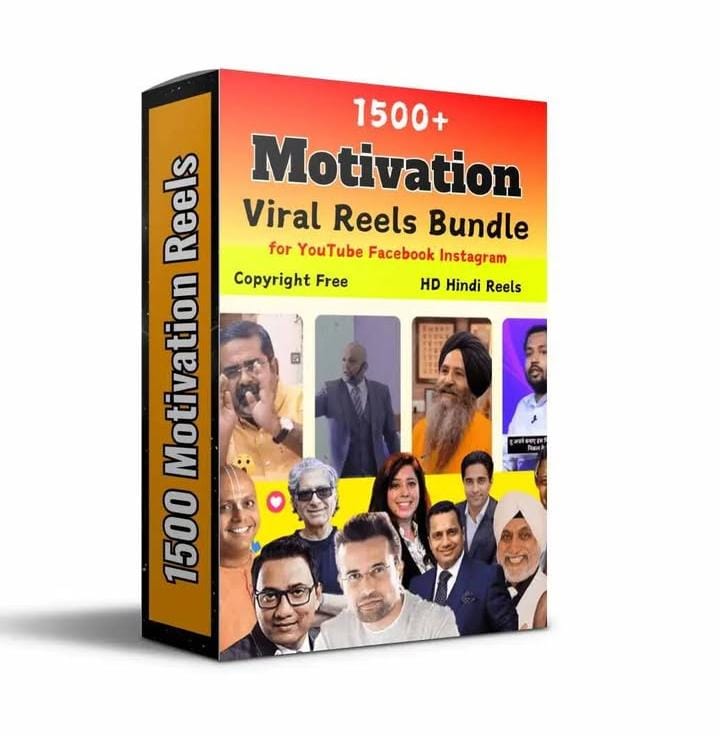 1500 Motivation Reels
1500+
Motivation
Viral Reels Bundle
for YouTube Facebook Instagram
Copyright Free
HD Hindi Reels